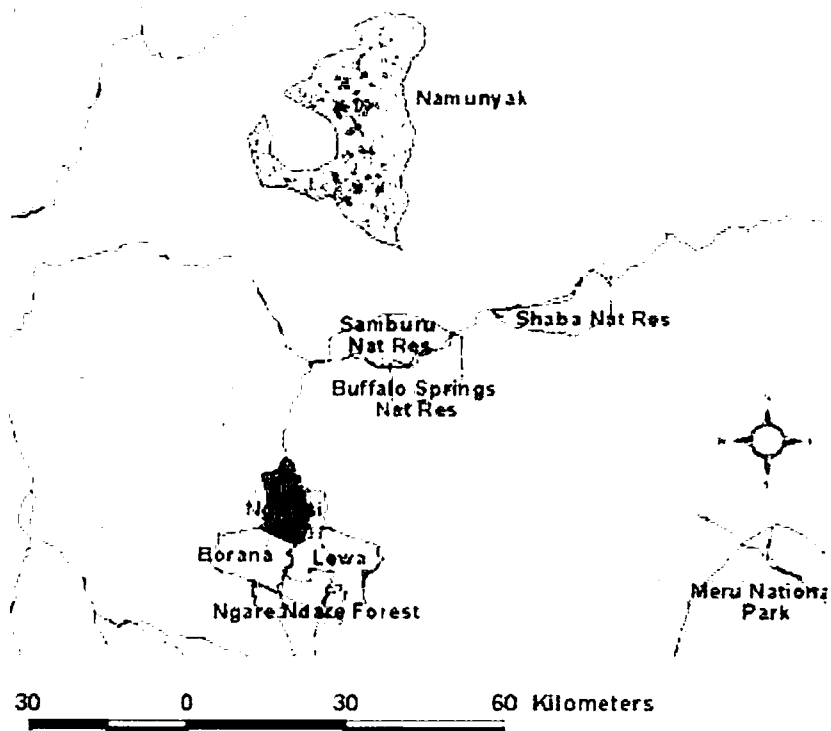 Namunyak
Shaba Nat Res
Samburu
Nat Res
Buffalo Springs
Nat Res
Borana
Lewa
Ngare Ndare Forest
Meru Nationa
Park
30 0 30 60 Kilometers